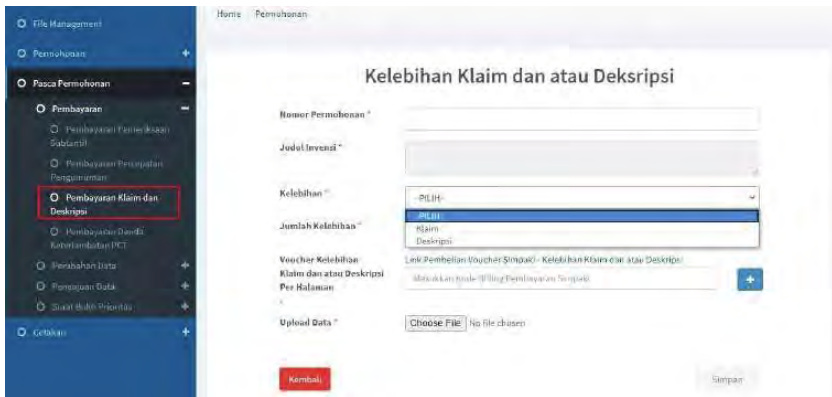 Home Permohonan
File Management
Permohonan
Pasca Permohonan
Pembayaran
Pembayaran Pemeriksaan
Substantif
Pembayaran Percepatan
Pengumuman
Pembayaran Klaim dan
Deskripsi
Pembayaran Denda
Keterlambatan PCT
Perubahan Data
Pengajuan Data
Surat Bukti Prioritas
Cetakan
Kelebihan Klaim dan atau Deksripsi
Nomor Permohonan *
Judul Invensi *
Kelebihan *
-PILIH-
-PILIH-
Klaim
Deskripsi
Jumlah Kelebihan *
Voucher Kelebihan
Klaim dan atau Deskripsi
Per Halaman
*
Link Pembelian Voucher Simpaki - Kelebihan Klaim dan atau Deskripsi
Masukkan Kode Billing Pembayaran Simpaki
+
Upload Data *
Choose File No file chosen
Kembali
Simpan